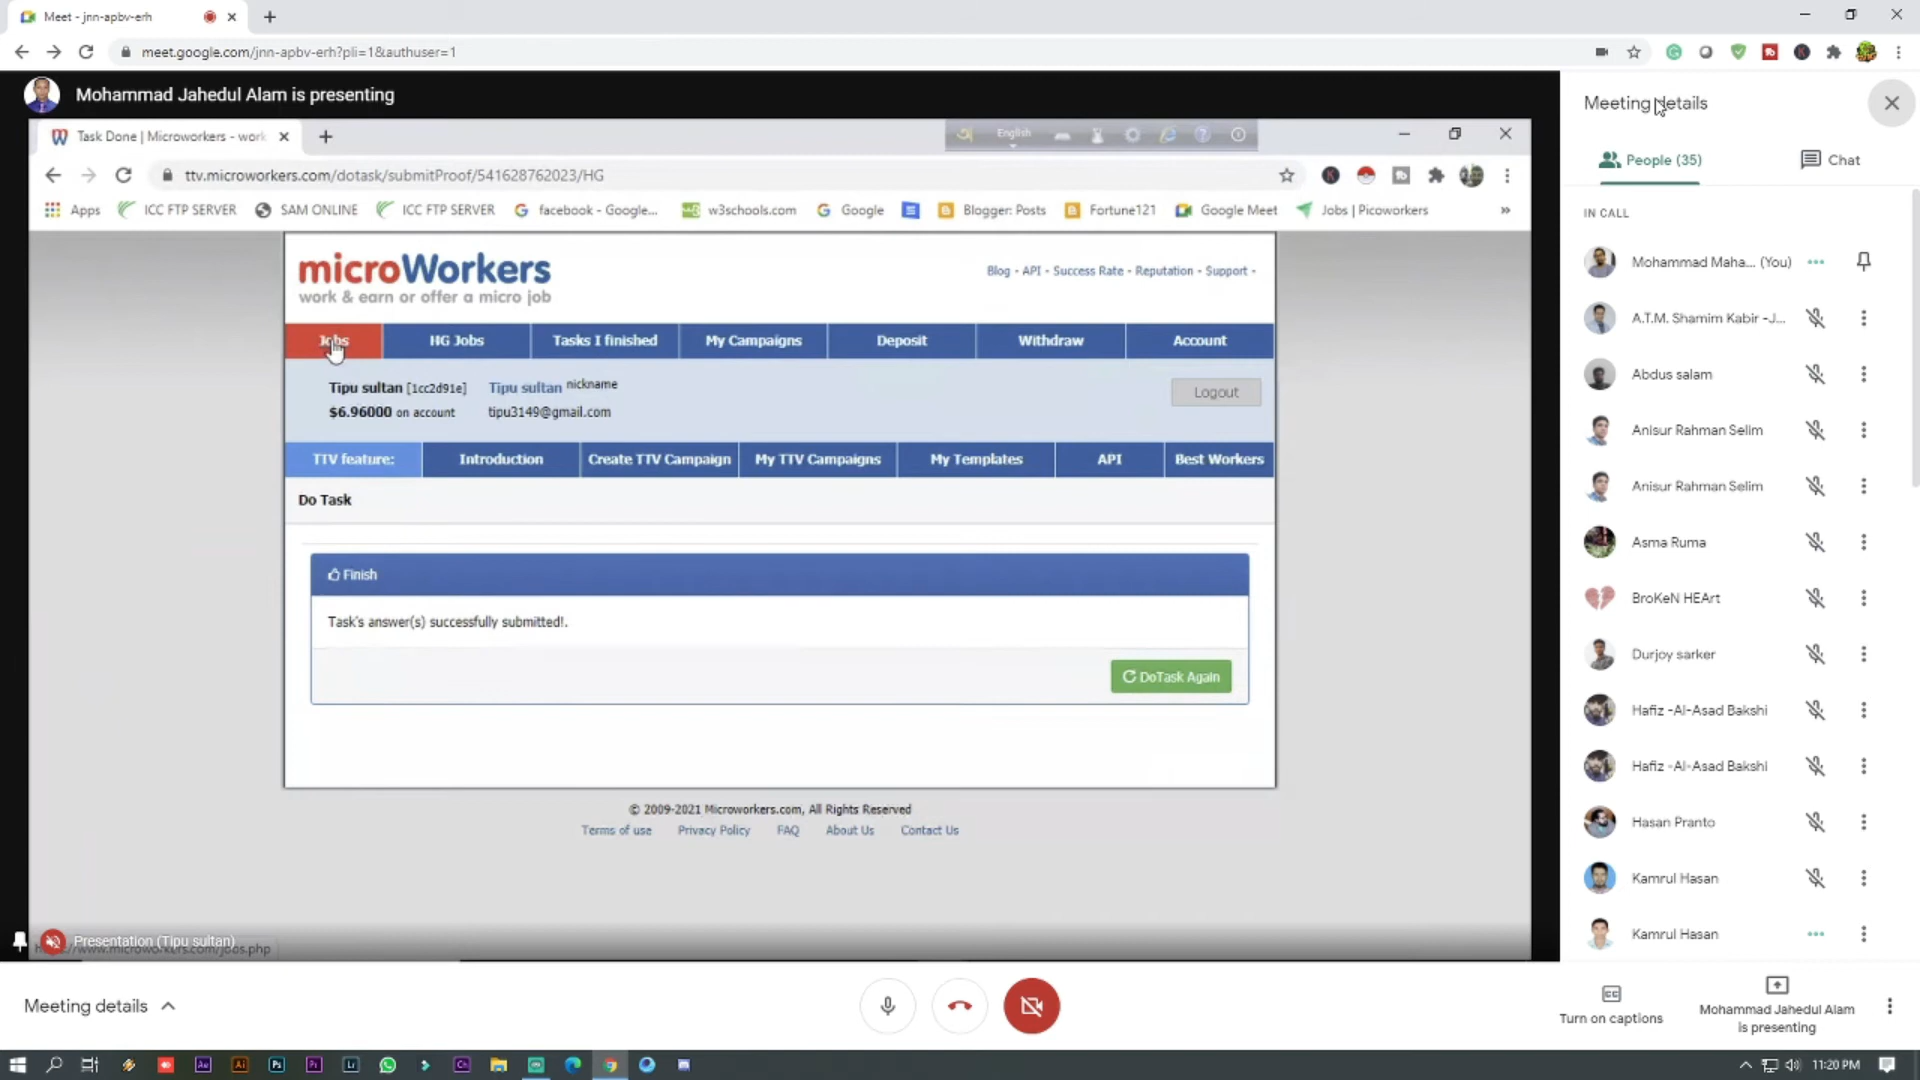 Meet - jnn-apbv-erh
meet.google.com/jnn-apbv-erh?pli=1&authuser=1
Mohammad Jahedul Alam is presenting
Task Done | Microworkers - work
English
ttv.microworkers.com/dotask/submitProof/541628762023/HG
Apps ICC FTP SERVER SAM ONLINE ICC FTP SERVER facebook - Google... w3schools.com Google Blogger: Posts Fortune121 Google Meet Jobs | Picoworkers »
microWorkers
work & earn or offer a micro job
Blog - API - Success Rate - Reputation - Support -
Jobs HG Jobs Tasks I finished My Campaigns Deposit Withdraw Account
Tipu sultan [1cc2d91e] Tipu sultan nickname
$6.96000 on account tipu3149@gmail.com
Logout
TTV feature: Introduction Create TTV Campaign My TTV Campaigns My Templates API Best Workers
Do Task
Finish
Task's answer(s) successfully submitted!.
DoTask Again
© 2009-2021 Microworkers.com, All Rights Reserved
Terms of use Privacy Policy FAQ About Us Contact Us
Presentation (Tipu sultan)
Meeting details
People (35) Chat
IN CALL
Mohammad Maha... (You)
A.T.M. Shamim Kabir -J...
Abdus salam
Anisur Rahman Selim
Anisur Rahman Selim
Asma Ruma
BroKeN HEArt
Durjoy sarker
Hafiz -Al-Asad Bakshi
Hafiz -Al-Asad Bakshi
Hasan Pranto
Kamrul Hasan
Kamrul Hasan
Meeting details
Turn on captions
Mohammad Jahedul Alam
is presenting
Ae Ai Ps Pr Lr Ch
11:20 PM